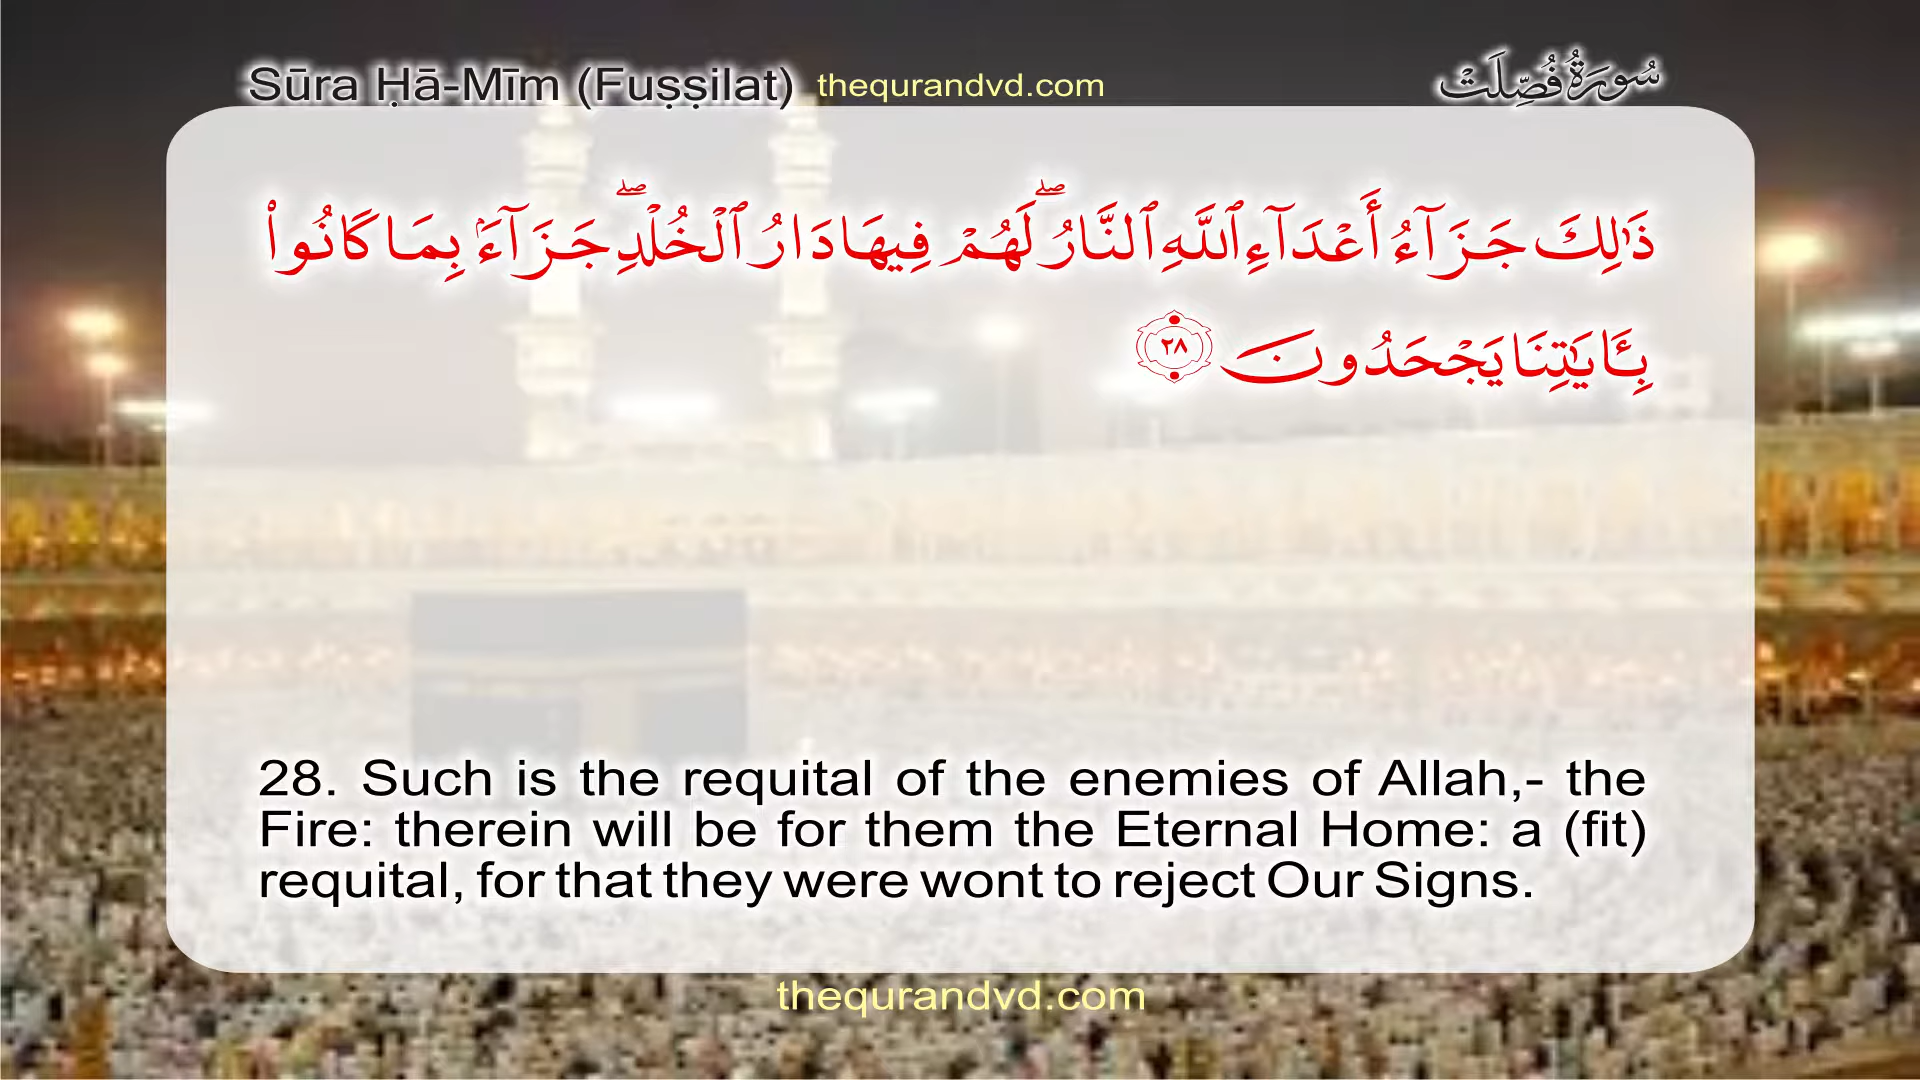 Sūra Ḥā-Mīm (Fuṣṣilat) thequrandvd.com سُورَةُ فُصِّلَتْ
ذَٰلِكَ جَزَآءُ أَعْدَآءِ ٱللَّهِ ٱلنَّارُ ۖ لَهُمْ فِيهَا دَارُ ٱلْخُلْدِ ۖ جَزَآءًۢ بِمَا كَانُوا۟
بِـَٔايَـٰتِنَا يَجْحَدُونَ ٢٨
28. Such is the requital of the enemies of Allah,- the
Fire: therein will be for them the Eternal Home: a (fit)
requital, for that they were wont to reject Our Signs.
thequrandvd.com